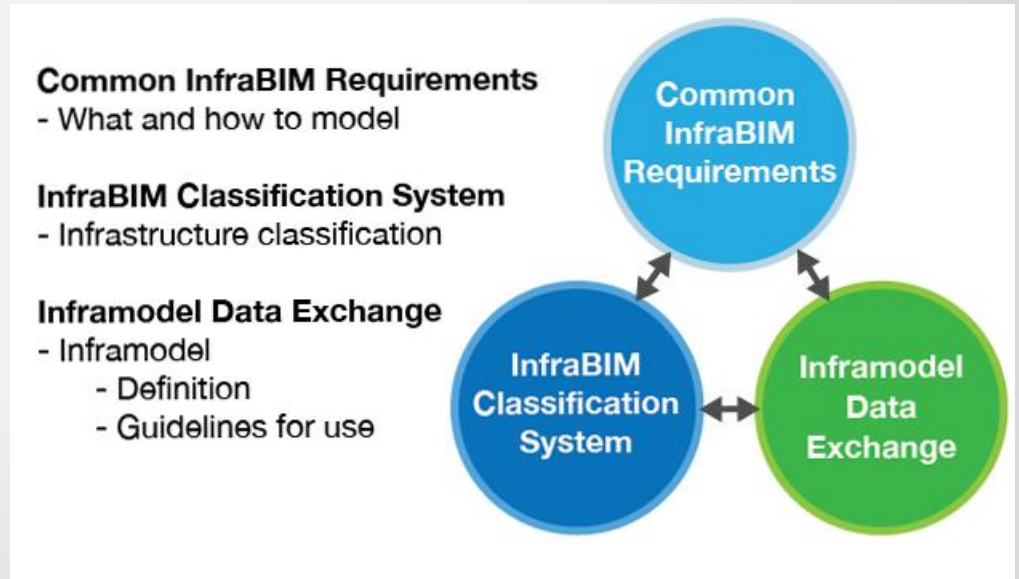 Common InfraBIM Requirements
- What and how to model
InfraBIM Classification System
- Infrastructure classification
Inframodel Data Exchange
- Inframodel
- Definition
- Guidelines for use
Common
InfraBIM
Requirements
InfraBIM
Classification
System
Inframodel
Data
Exchange